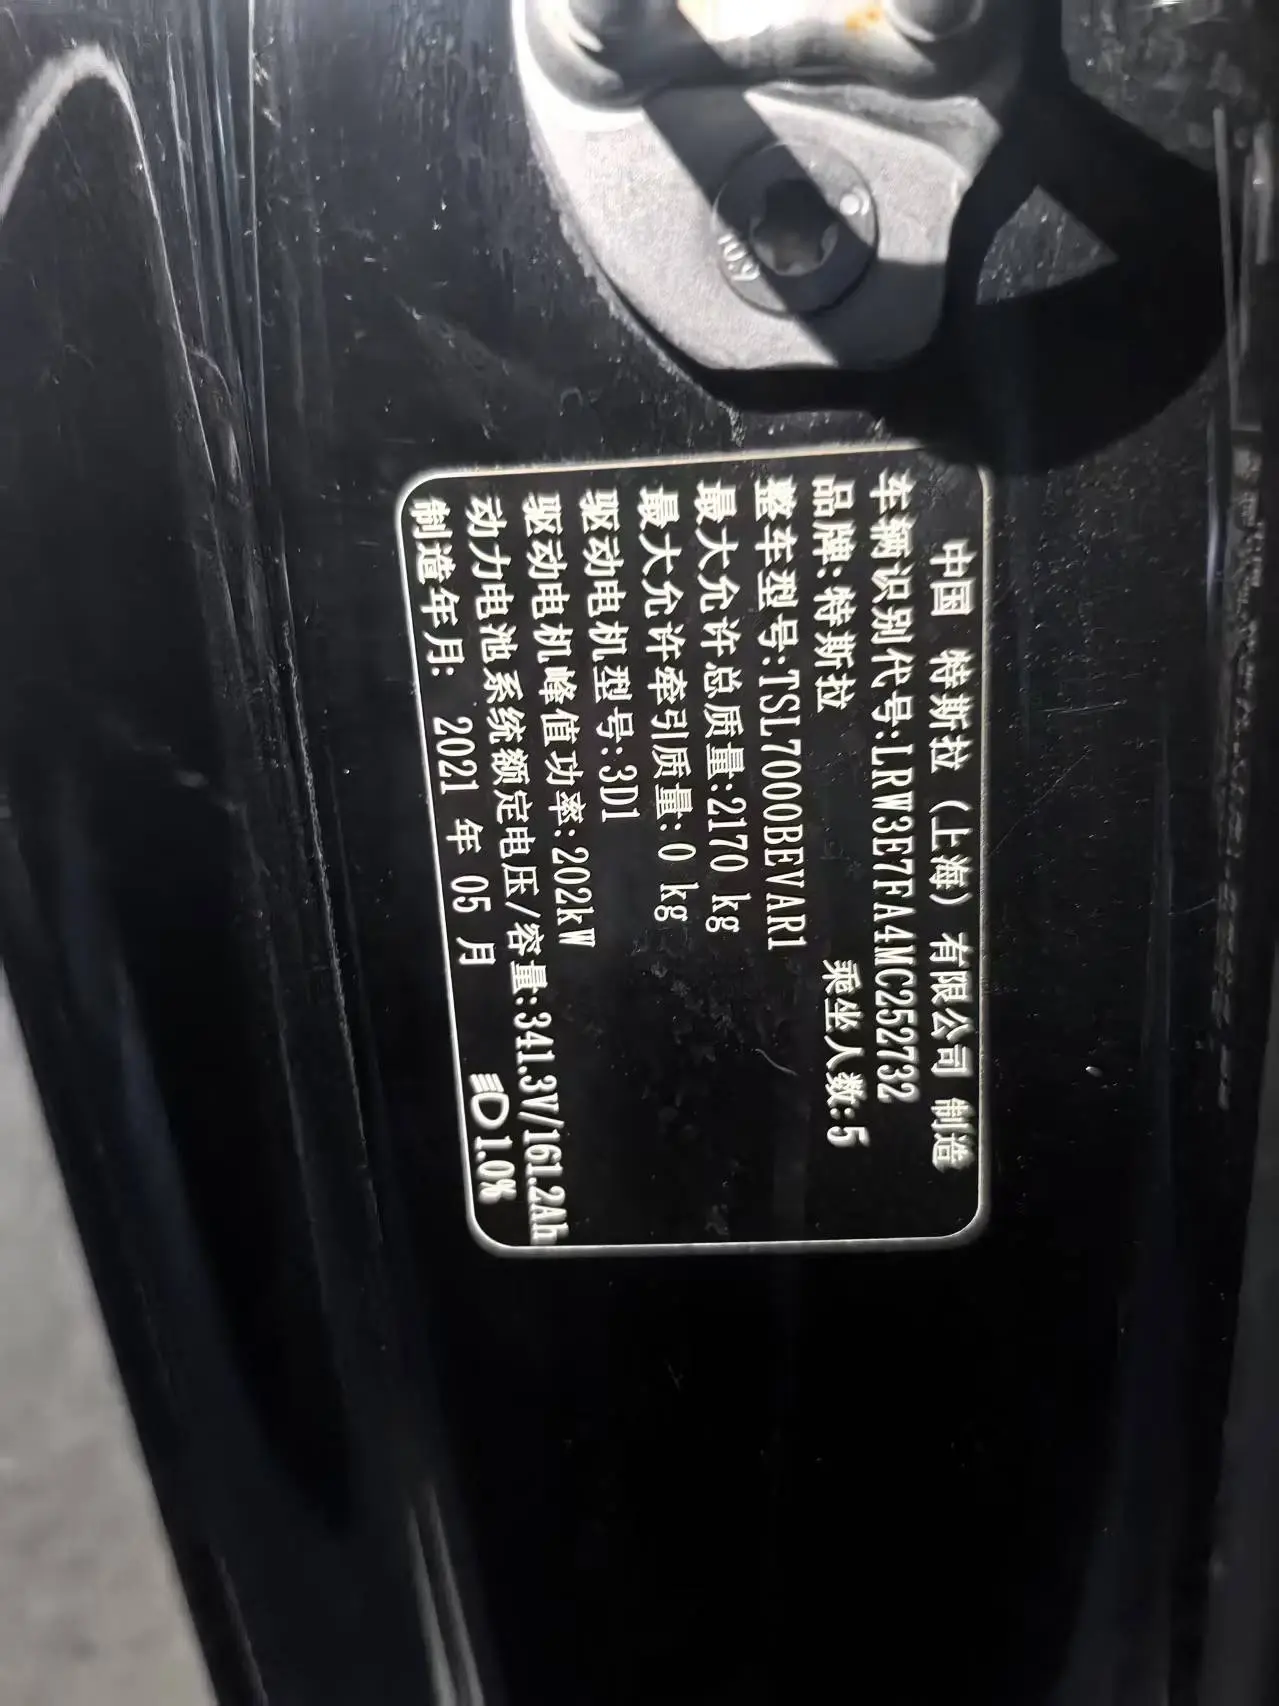 10.9
中国 特斯拉（上海）有限公司 制造
车辆识别代号:LRW3E7FA4MC252732
品牌:特斯拉 乘坐人数:5
整车型号:TSL7000BEVAR1
最大允许总质量:2170 kg
最大允许牵引质量:0 kg
驱动电机型号:3D1
驱动电机峰值功率:202kW
动力电池系统额定电压/容量:341.3V/161.2Ah
制造年月: 2021 年 05 月 1.0%